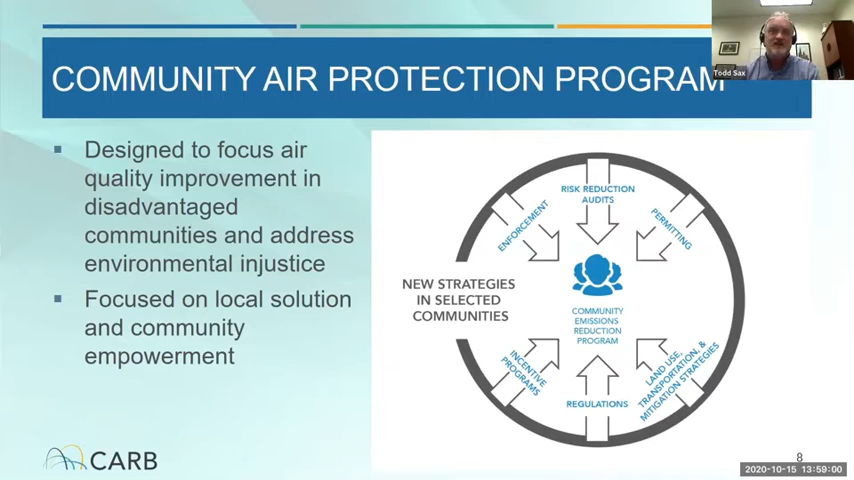 COMMUNITY AIR PROTECTION PROGRAM
Todd Sax
▪ Designed to focus air
quality improvement in
disadvantaged
communities and address
environmental injustice
▪ Focused on local solution
and community
empowerment
NEW STRATEGIES
IN SELECTED
COMMUNITIES
ENFORCEMENT
RISK REDUCTION
AUDITS
PERMITTING
COMMUNITY
EMISSIONS
REDUCTION
PROGRAM
INCENTIVE
PROGRAMS
REGULATIONS
LAND USE,
TRANSPORTATION, &
MITIGATION STRATEGIES
CARB
8
2020-10-15 13:59:00